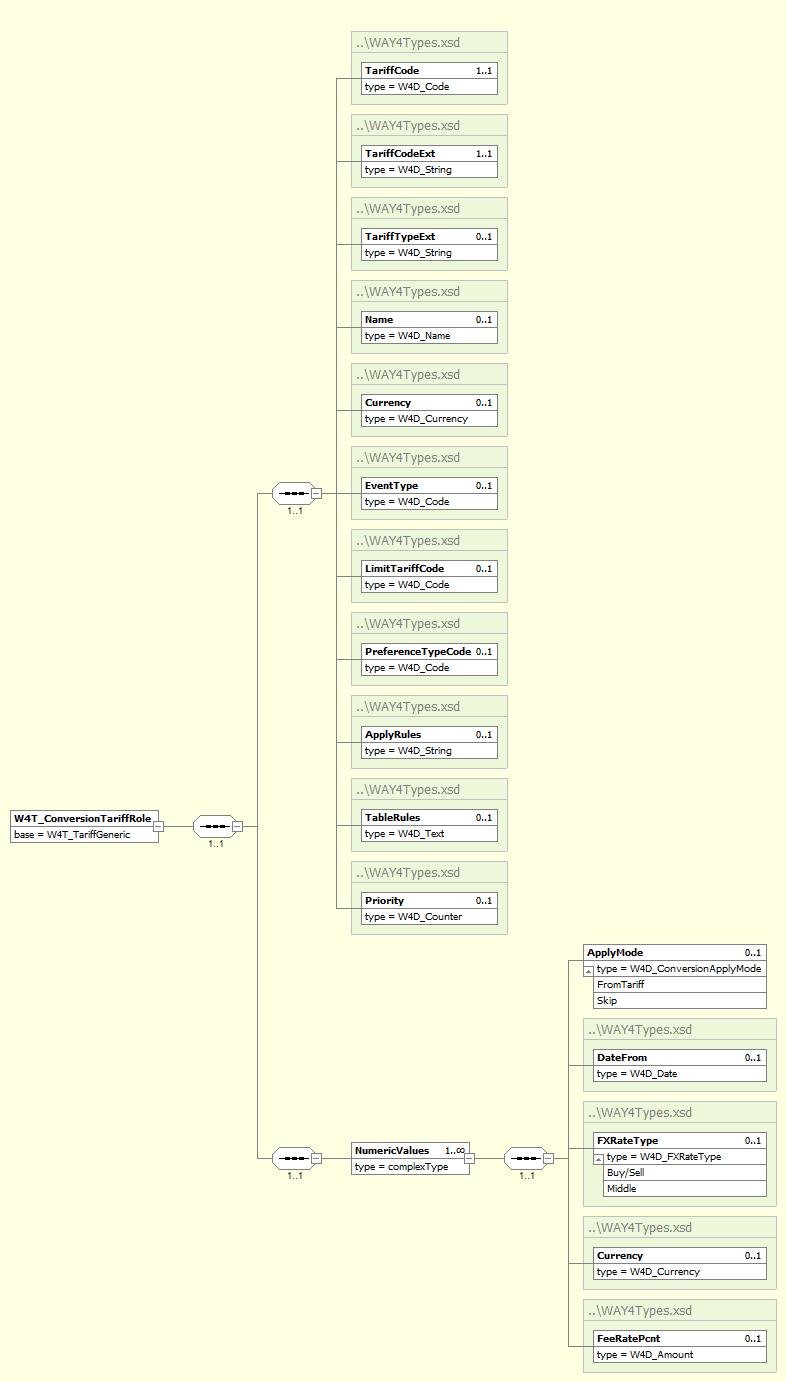 ..\WAY4Types.xsd
TariffCode 1..1
type = W4D_Code
..\WAY4Types.xsd
TariffCodeExt 1..1
type = W4D_String
..\WAY4Types.xsd
TariffTypeExt 0..1
type = W4D_String
..\WAY4Types.xsd
Name 0..1
type = W4D_Name
..\WAY4Types.xsd
Currency 0..1
type = W4D_Currency
..\WAY4Types.xsd
EventType 0..1
type = W4D_Code
1..1
..\WAY4Types.xsd
LimitTariffCode 0..1
type = W4D_Code
..\WAY4Types.xsd
PreferenceTypeCode 0..1
type = W4D_Code
..\WAY4Types.xsd
ApplyRules 0..1
type = W4D_String
..\WAY4Types.xsd
TableRules 0..1
type = W4D_Text
W4T_ConversionTariffRole
base = W4T_TariffGeneric
1..1
..\WAY4Types.xsd
Priority 0..1
type = W4D_Counter
ApplyMode 0..1
type = W4D_ConversionApplyMode
FromTariff
Skip
..\WAY4Types.xsd
DateFrom 0..1
type = W4D_Date
..\WAY4Types.xsd
FXRateType 0..1
type = W4D_FXRateType
Buy/Sell
Middle
NumericValues 1..∞
type = complexType
1..1
1..1
..\WAY4Types.xsd
Currency 0..1
type = W4D_Currency
..\WAY4Types.xsd
FeeRatePcnt 0..1
type = W4D_Amount